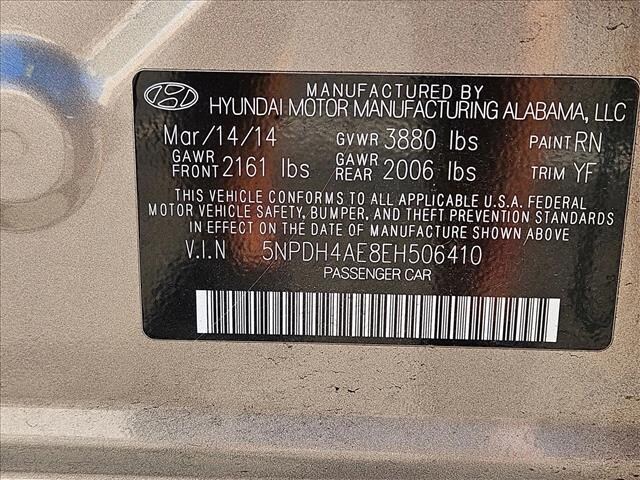 MANUFACTURED BY
HYUNDAI MOTOR MANUFACTURING ALABAMA, LLC
Mar/14/14 GVWR 3880 lbs PAINT RN
GAWR FRONT 2161 lbs GAWR REAR 2006 lbs TRIM YF
THIS VEHICLE CONFORMS TO ALL APPLICABLE U.S.A. FEDERAL
MOTOR VEHICLE SAFETY, BUMPER, AND THEFT PREVENTION STANDARDS
IN EFFECT ON THE DATE OF MANUFACTURE SHOWN ABOVE
V.I.N 5NPDH4AE8EH506410
PASSENGER CAR